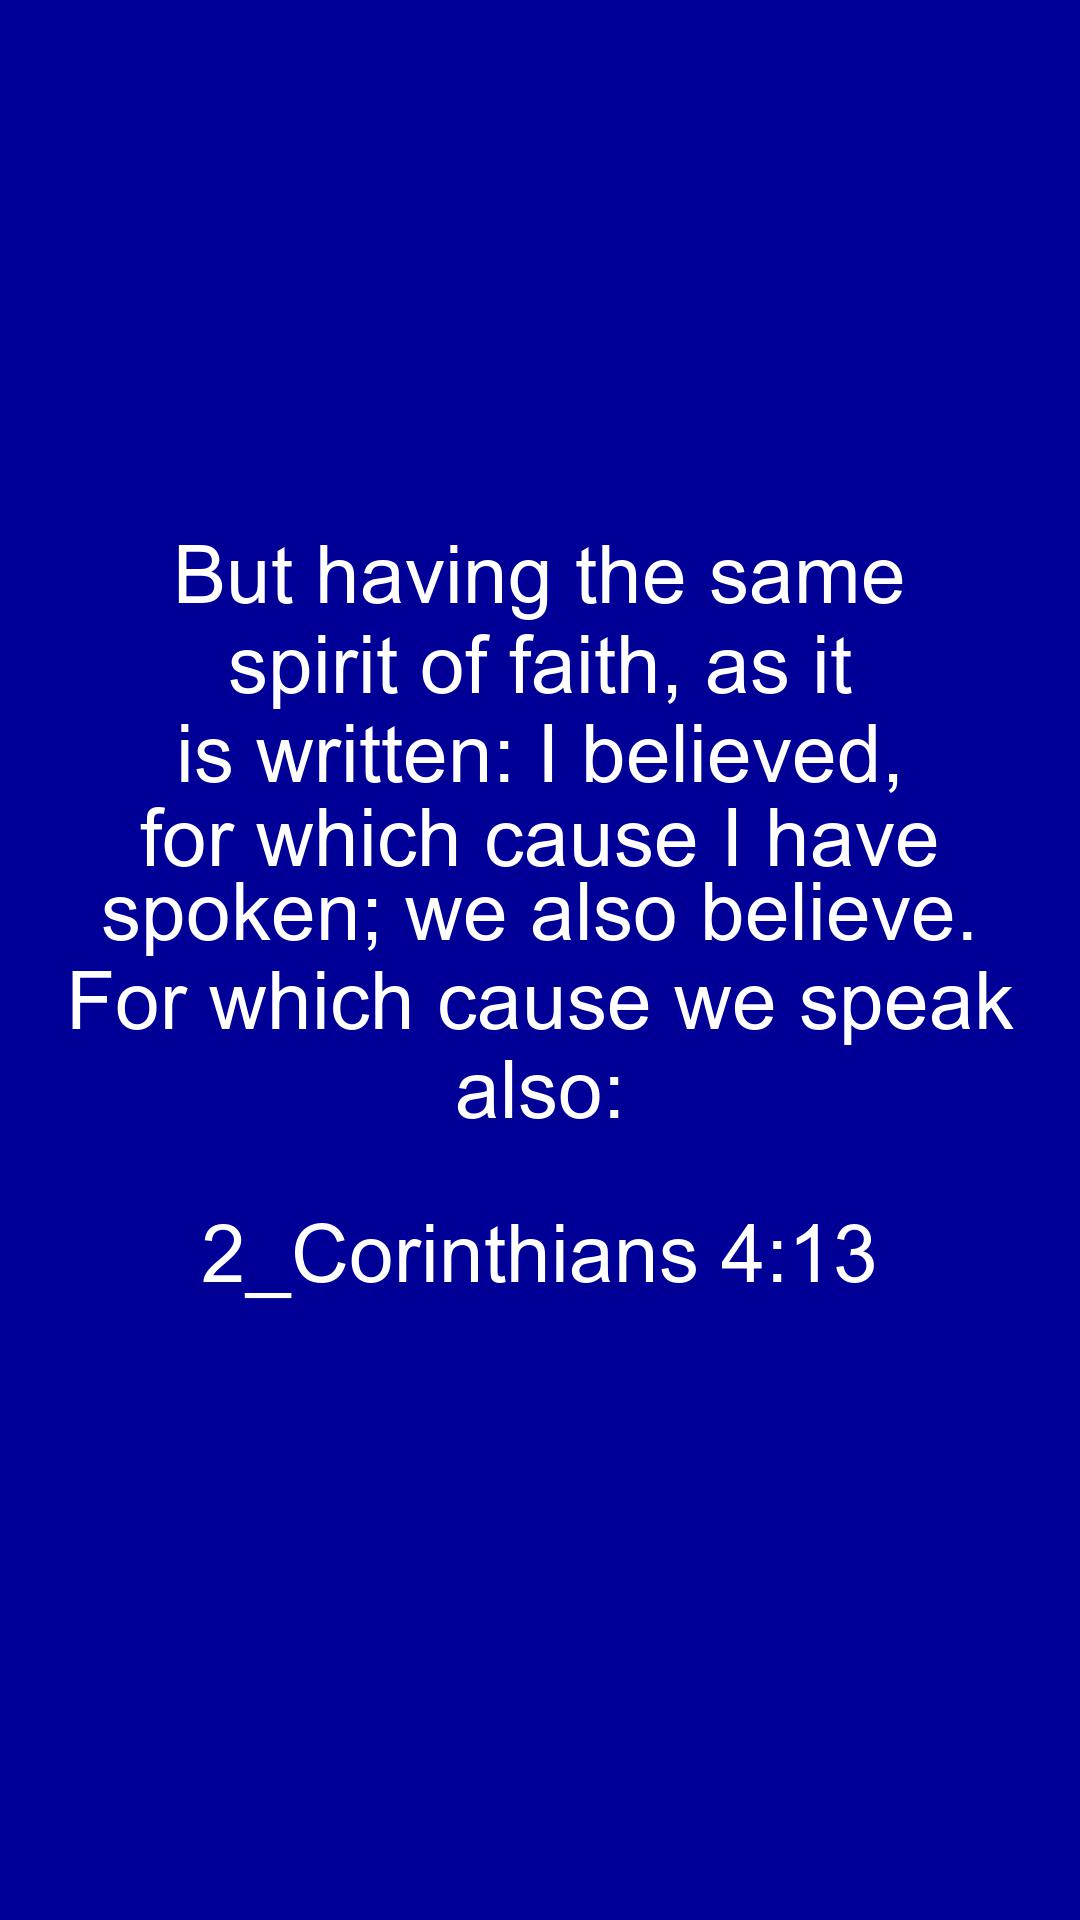 But having the same
spirit of faith, as it
is written: I believed,
for which cause I have
spoken; we also believe.
For which cause we speak
also:
2_Corinthians 4:13